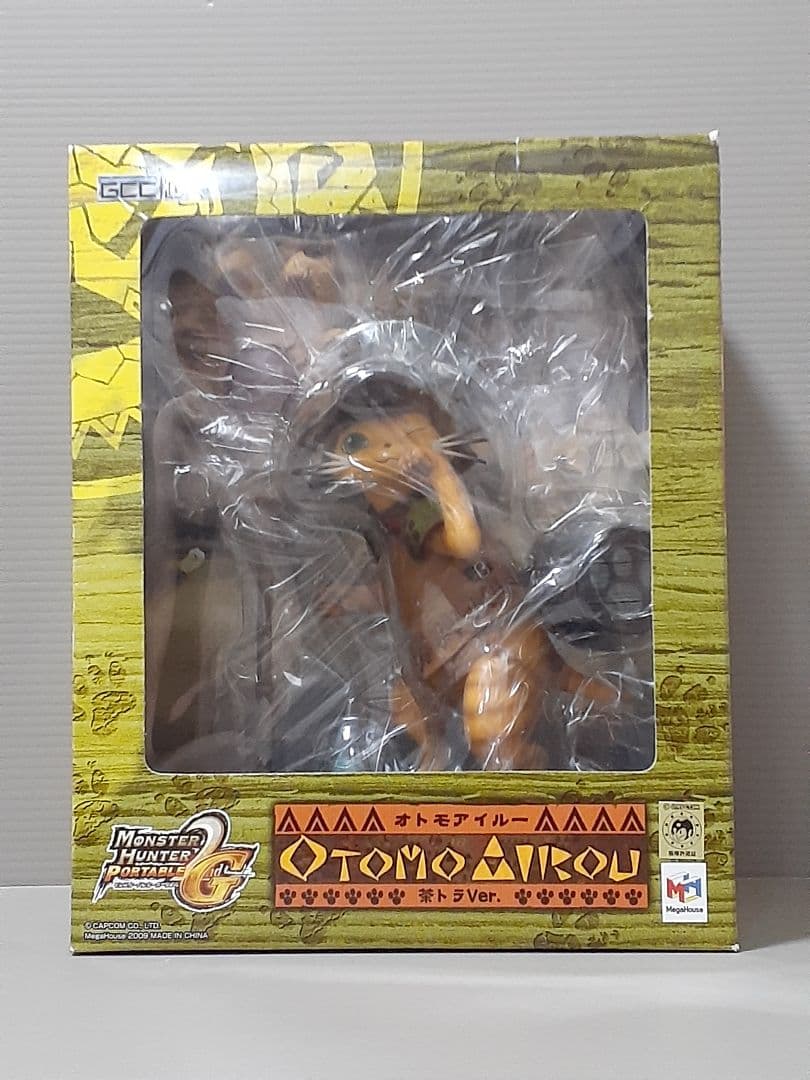 GCC
オトモアイルー
OTOMO AIROU
茶トラVer.
MONSTER
HUNTER
PORTABLE
2nd G
© CAPCOM CO., LTD.
MegaHouse 2009 MADE IN CHINA
MegaHouse